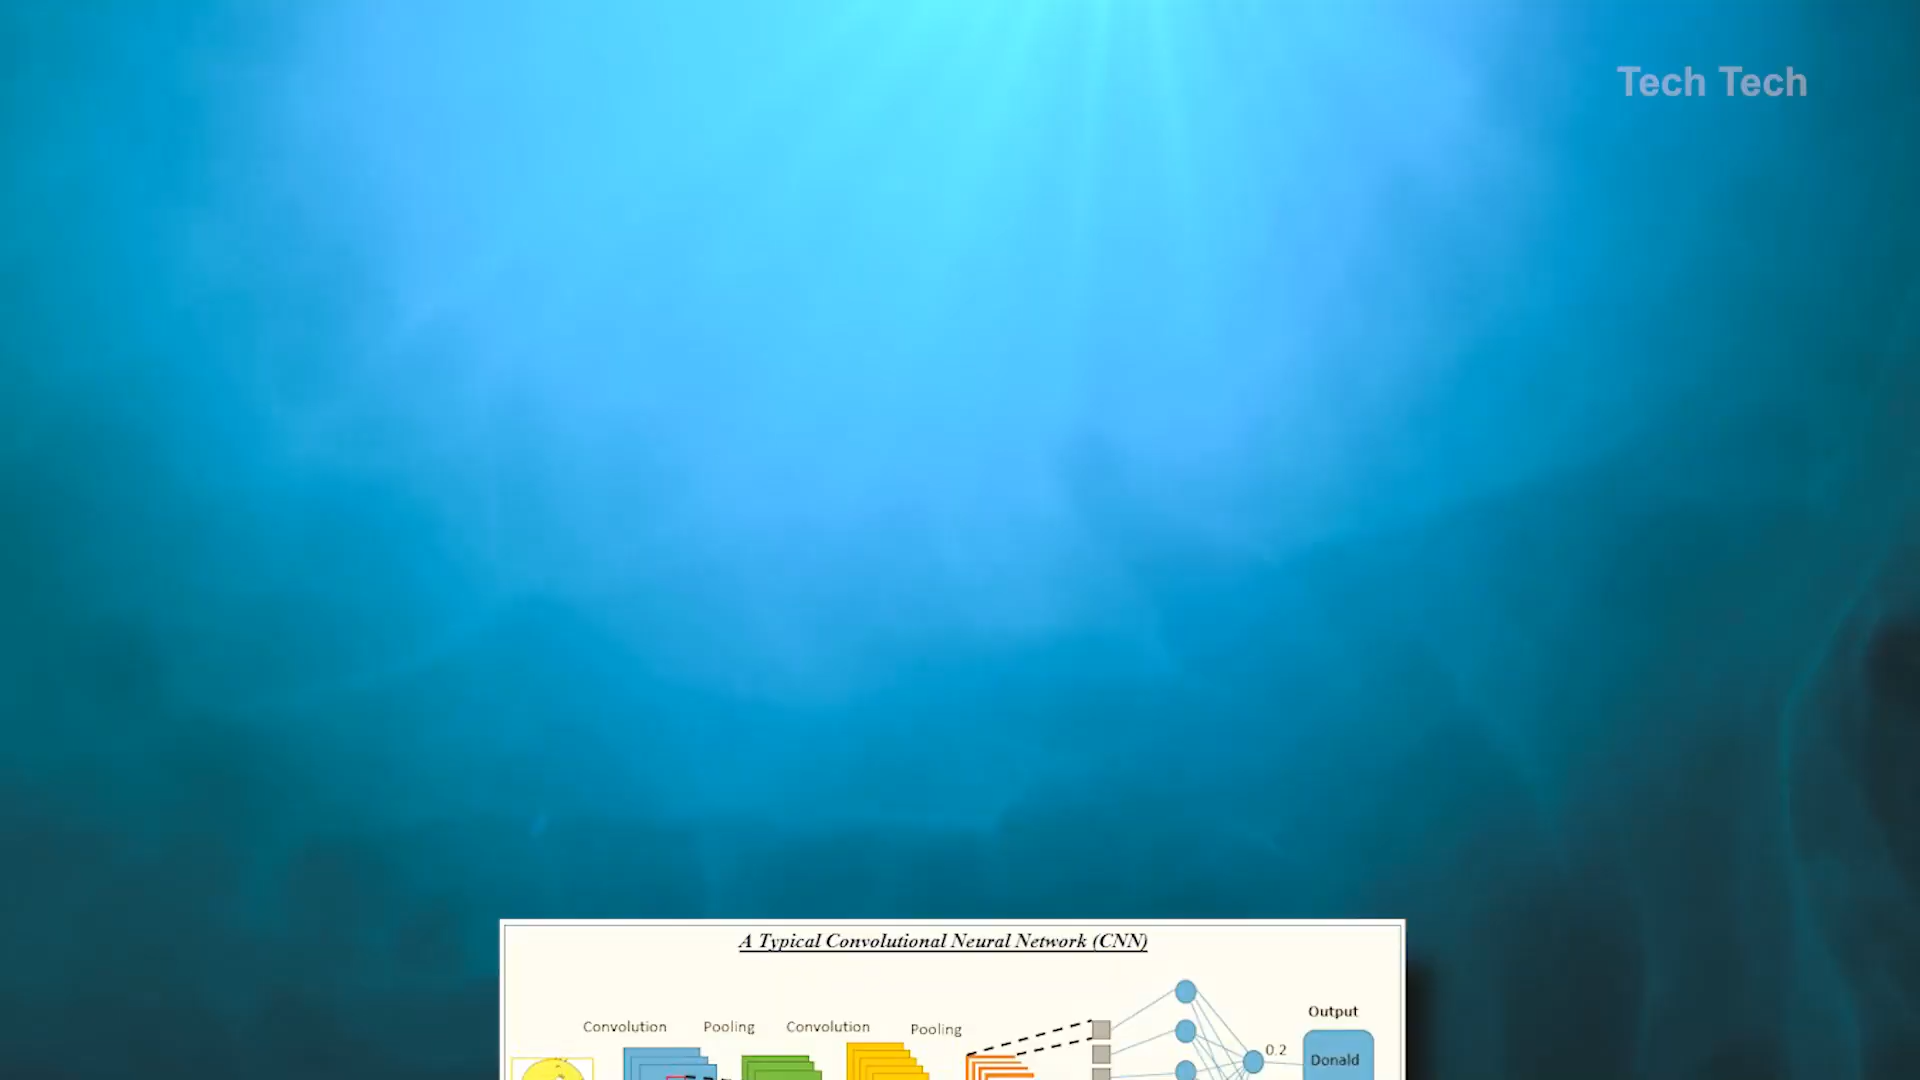 Tech Tech
A Typical Convolutional Neural Network (CNN)
Output
Convolution Pooling Convolution Pooling
0.2
Donald